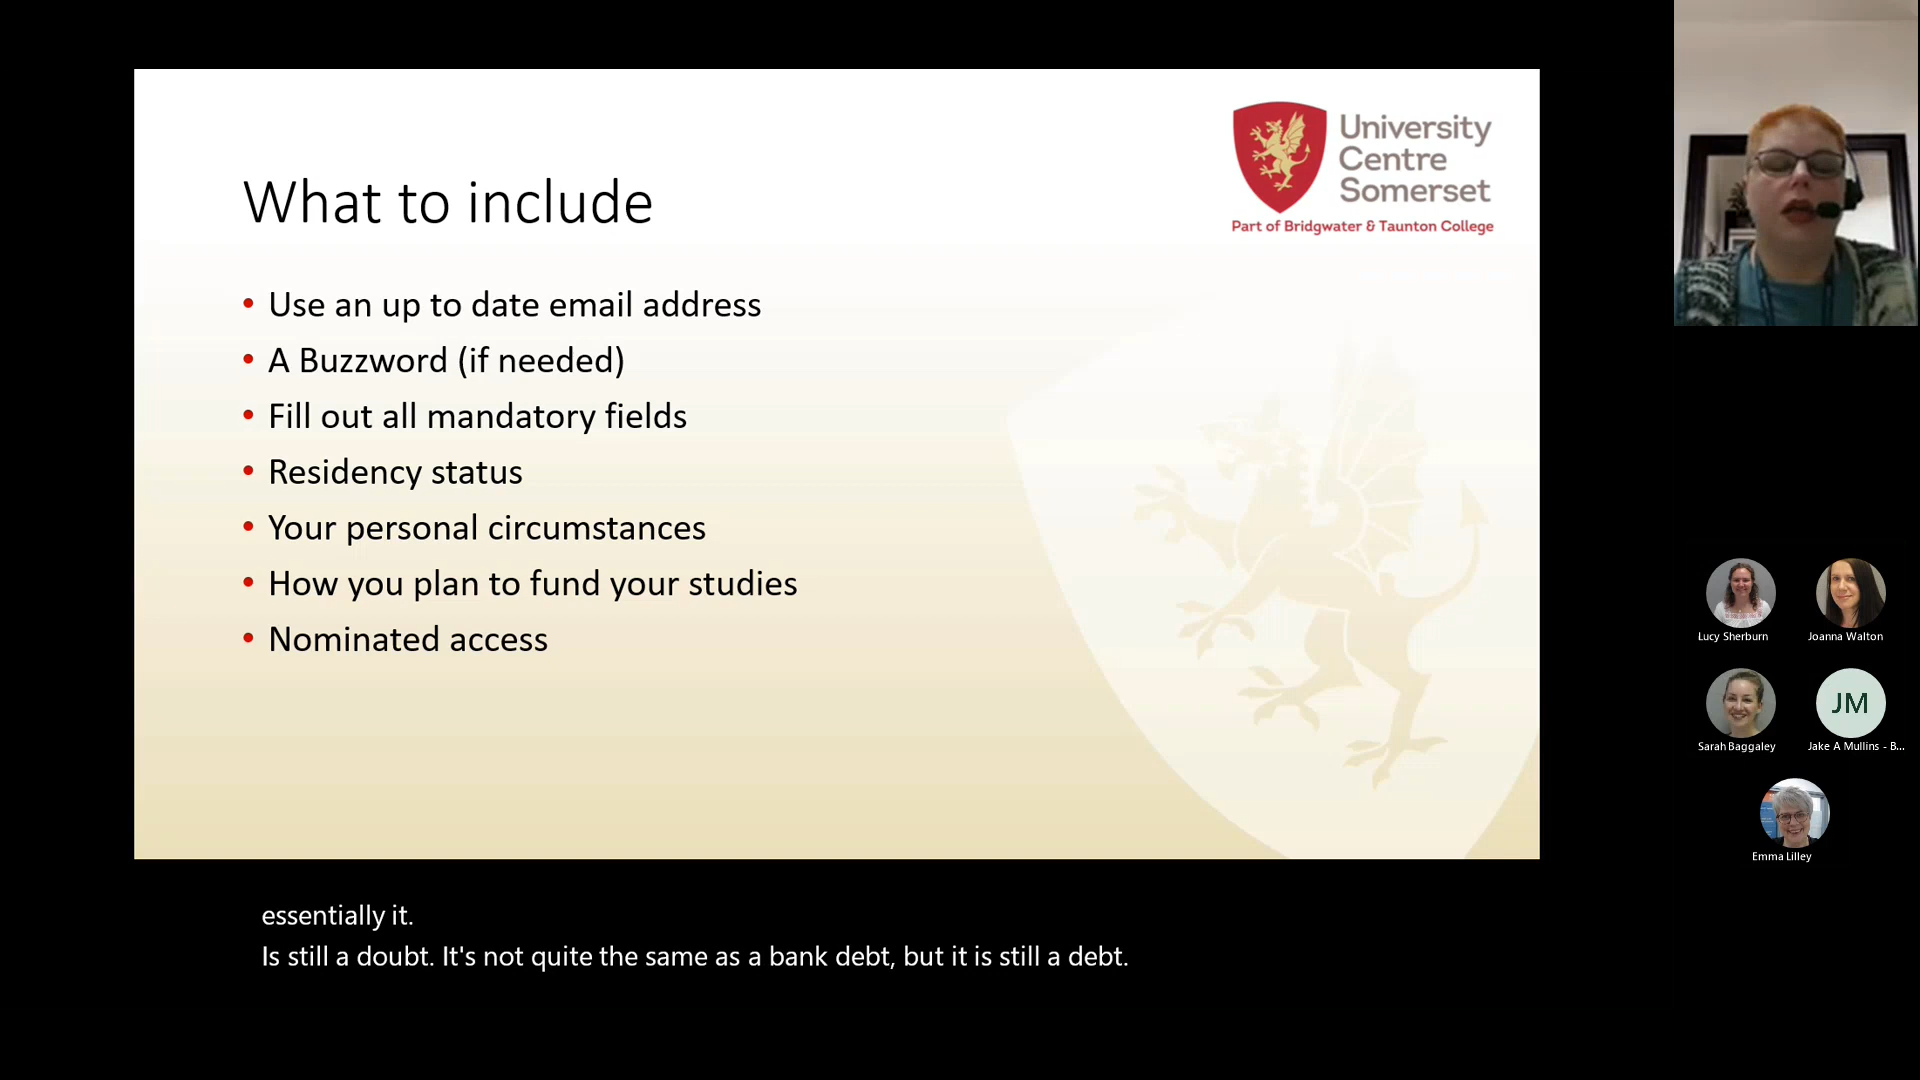 University
Centre
Somerset
Part of Bridgwater & Taunton College
What to include
• Use an up to date email address
• A Buzzword (if needed)
• Fill out all mandatory fields
• Residency status
• Your personal circumstances
• How you plan to fund your studies
• Nominated access
Lucy Sherburn
Joanna Walton
Sarah Baggaley
JM
Jake A Mullins - B...
Emma Lilley
essentially it.
Is still a doubt. It's not quite the same as a bank debt, but it is still a debt.